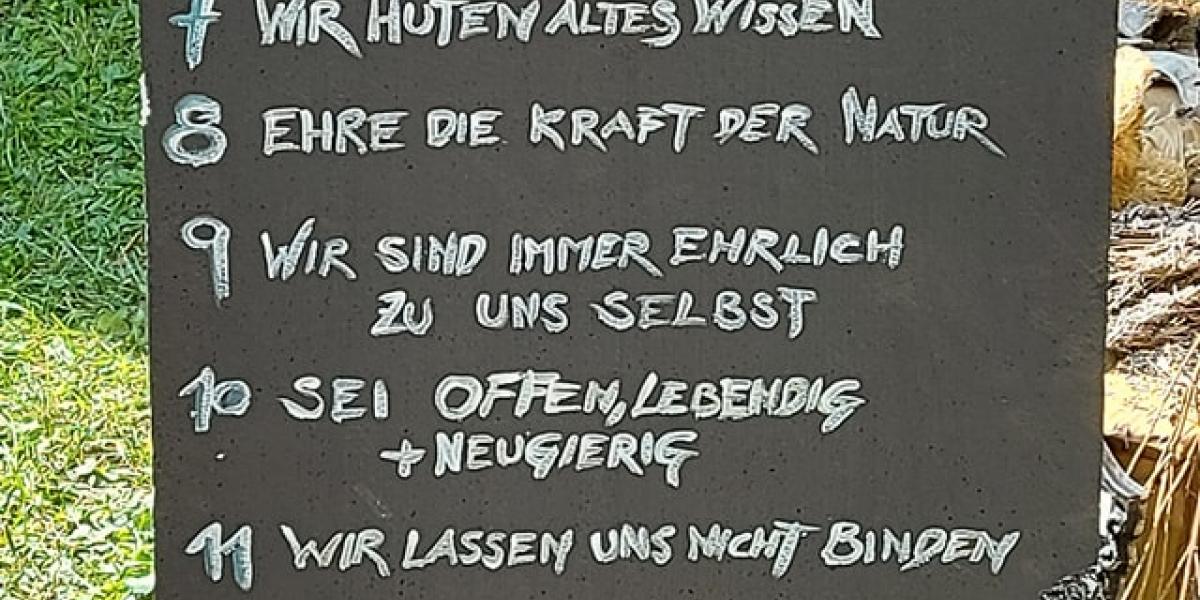 7 WIR HÜTEN ALTES WISSEN
8 EHRE DIE KRAFT DER NATUR
9 WIR SIND IMMER EHRLICH
ZU UNS SELBST
10 SEI OFFEN, LEBENDIG
+ NEUGIERIG
11 WIR LASSEN UNS NICHT BINDEN